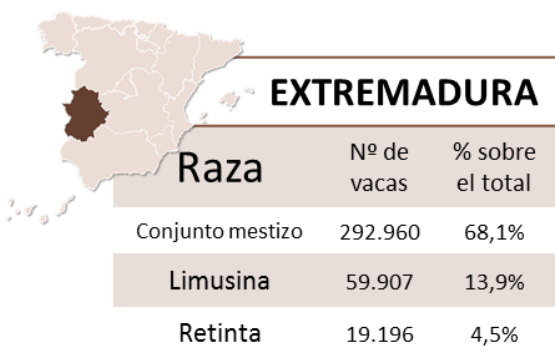 EXTREMADURA
Raza Nº de vacas % sobre el total
Conjunto mestizo 292.960 68,1%
Limusina 59.907 13,9%
Retinta 19.196 4,5%